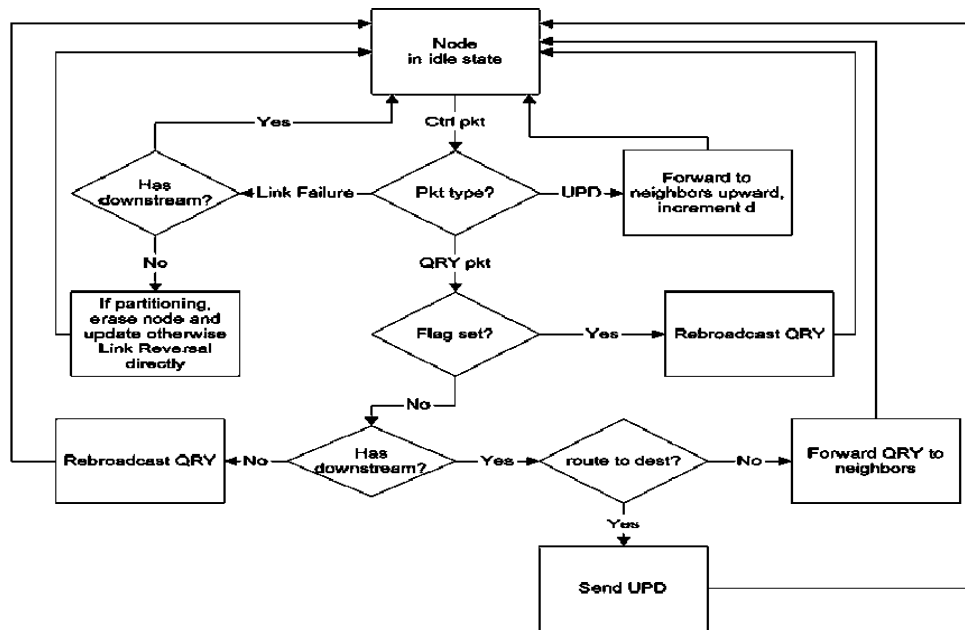 Node
in idle state
Yes
Ctrl pkt
Has
downstream?
Link Failure
Pkt type?
UPD
Forward to
neighbors upward,
increment d
No
QRY pkt
If partitioning,
erase node and
update otherwise
Link Reversal
directly
Flag set?
Yes
Rebroadcast QRY
No
Rebroadcast QRY
No
Has
downstream?
Yes
route to dest?
No
Forward QRY to
neighbors
Yes
Send UPD